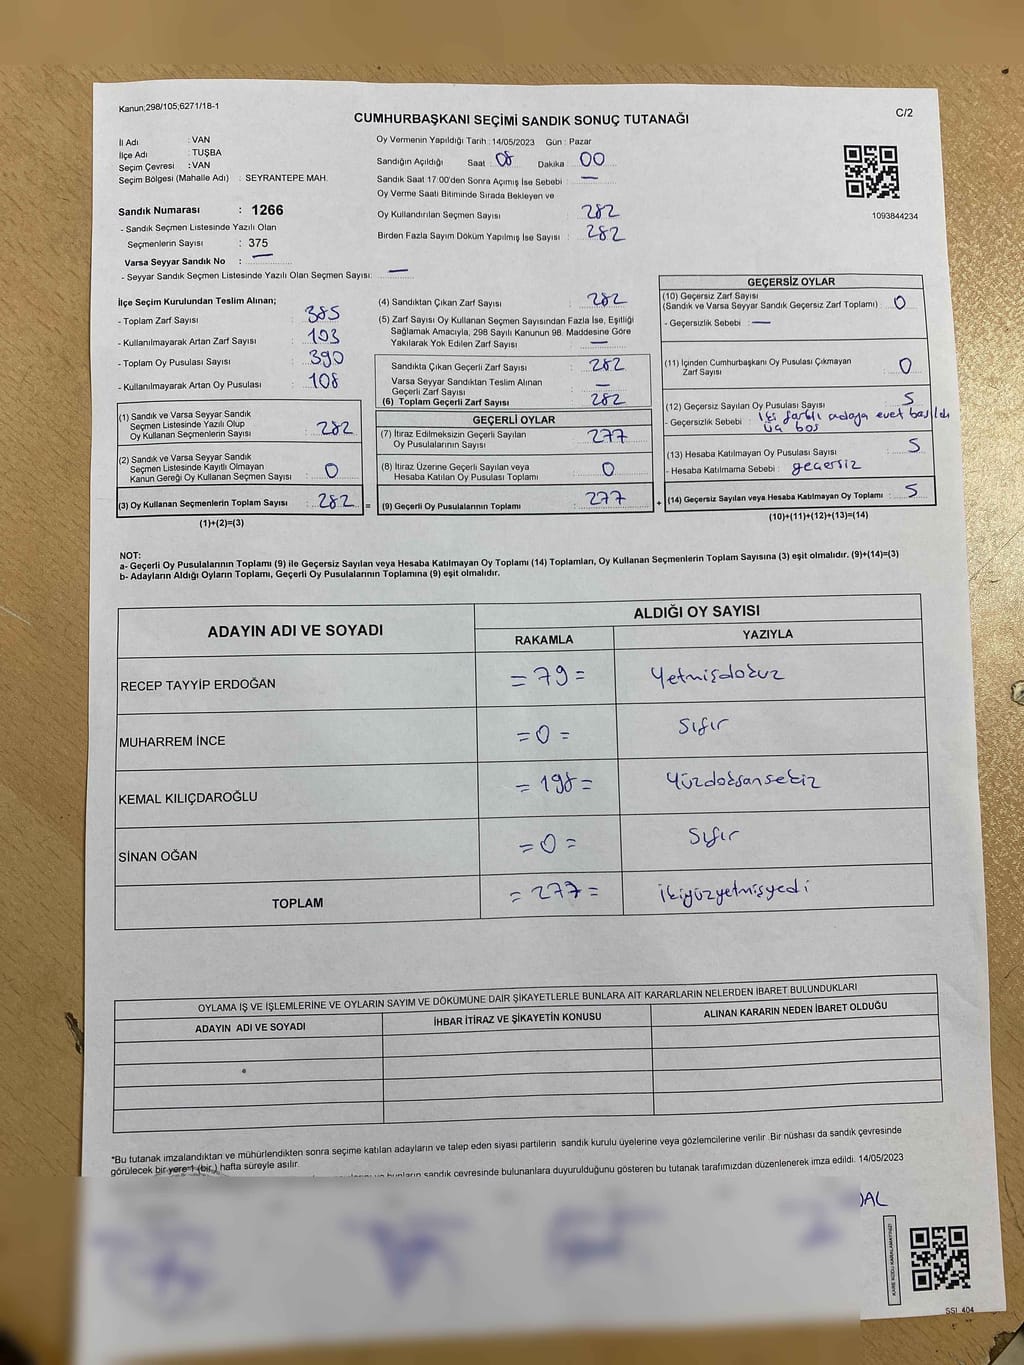 Kanun;298/105;6271/18-1
C/2
CUMHURBAŞKANI SEÇİMİ SANDIK SONUÇ TUTANAĞI
İl Adı : VAN
İlçe Adı : TUŞBA
Seçim Çevresi : VAN
Seçim Bölgesi (Mahalle Adı) : SEYRANTEPE MAH.
Sandık Numarası : 1266
- Sandık Seçmen Listesinde Yazılı Olan
Seçmenlerin Sayısı : 375
Varsa Seyyar Sandık No : —
- Seyyar Sandık Seçmen Listesinde Yazılı Olan Seçmen Sayısı: —
Oy Vermenin Yapıldığı Tarih : 14/05/2023 Gün : Pazar
Sandığın Açıldığı Saat : 08 Dakika : 00
Sandık Saat 17:00'den Sonra Açımış İse Sebebi : —
Oy Verme Saati Bitiminde Sırada Bekleyen ve
Oy Kullandırılan Seçmen Sayısı : 282
Birden Fazla Sayım Döküm Yapılmış İse Sayısı : 282
1093844234
İlçe Seçim Kurulundan Teslim Alınan;
- Toplam Zarf Sayısı : 385
- Kullanılmayarak Artan Zarf Sayısı : 103
- Toplam Oy Pusulası Sayısı : 390
- Kullanılmayarak Artan Oy Pusulası : 108
(1) Sandık ve Varsa Seyyar Sandık
Seçmen Listesinde Yazılı Olup
Oy Kullanan Seçmenlerin Sayısı : 282
(2) Sandık ve Varsa Seyyar Sandık
Seçmen Listesinde Kayıtlı Olmayan
Kanun Gereği Oy Kullanan Seçmen Sayısı : 0
(3) Oy Kullanan Seçmenlerin Toplam Sayısı : 282 =
(1)+(2)=(3)
(4) Sandıktan Çıkan Zarf Sayısı : 282
(5) Zarf Sayısı Oy Kullanan Seçmen Sayısından Fazla İse, Eşitliği
Sağlamak Amacıyla, 298 Sayılı Kanunun 98. Maddesine Göre
Yakılarak Yok Edilen Zarf Sayısı : —
Sandıkta Çıkan Geçerli Zarf Sayısı : 282
Varsa Seyyar Sandıktan Teslim Alınan
Geçerli Zarf Sayısı : —
(6) Toplam Geçerli Zarf Sayısı : 282
GEÇERLİ OYLAR
(7) İtiraz Edilmeksizin Geçerli Sayılan
Oy Pusulalarının Sayısı : 277
(8) İtiraz Üzerine Geçerli Sayılan veya
Hesaba Katılan Oy Pusulası Toplamı : 0
(9) Geçerli Oy Pusulalarının Toplamı : 277 +
GEÇERSİZ OYLAR
(10) Geçersiz Zarf Sayısı
(Sandık ve Varsa Seyyar Sandık Geçersiz Zarf Toplamı) : 0
- Geçersizlik Sebebi : —
(11) İçinden Cumhurbaşkanı Oy Pusulası Çıkmayan
Zarf Sayısı : 0
(12) Geçersiz Sayılan Oy Pusulası Sayısı : 5
- Geçersizlik Sebebi : iki farklı adaya evet basıldı
üç boş
(13) Hesaba Katılmayan Oy Pusulası Sayısı : 5
- Hesaba Katılmama Sebebi : geçersiz
(14) Geçersiz Sayılan veya Hesaba Katılmayan Oy Toplamı : 5
(10)+(11)+(12)+(13)=(14)
NOT:
a- Geçerli Oy Pusulalarının Toplamı (9) ile Geçersiz Sayılan veya Hesaba Katılmayan Oy Toplamı (14) Toplamları, Oy Kullanan Seçmenlerin Toplam Sayısına (3) eşit olmalıdır. (9)+(14)=(3)
b- Adayların Aldığı Oyların Toplamı, Geçerli Oy Pusulalarının Toplamına (9) eşit olmalıdır.
ADAYIN ADI VE SOYADI
ALDIĞI OY SAYISI
RAKAMLA YAZIYLA
RECEP TAYYİP ERDOĞAN = 79 = Yetmişdokuz
MUHARREM İNCE = 0 = Sıfır
KEMAL KILIÇDAROĞLU = 198 = Yüzdoksansekiz
SİNAN OĞAN = 0 = Sıfır
TOPLAM = 277 = ikiyüzyetmişyedi
OYLAMA İŞ VE İŞLEMLERİNE VE OYLARIN SAYIM VE DÖKÜMÜNE DAİR ŞİKAYETLERLE BUNLARA AİT KARARLARIN NELERDEN İBARET BULUNDUKLARI
ADAYIN ADI VE SOYADI İHBAR İTİRAZ VE ŞİKAYETİN KONUSU ALINAN KARARIN NEDEN İBARET OLDUĞU
*Bu tutanak imzalandıktan ve mühürlendikten sonra seçime katılan adayların ve talep eden siyasi partilerin sandık kurulu üyelerine veya gözlemcilerine verilir. Bir nüshası da sandık çevresinde
görülecek bir yere 1 (bir ) hafta süreyle asılır.
bunların sandık çevresinde bulunanlara duyurulduğunu gösteren bu tutanak tarafımızdan düzenlenerek imza edildi. 14/05/2023
KARE KODU KARALAMAYINIZ!
SSI_404